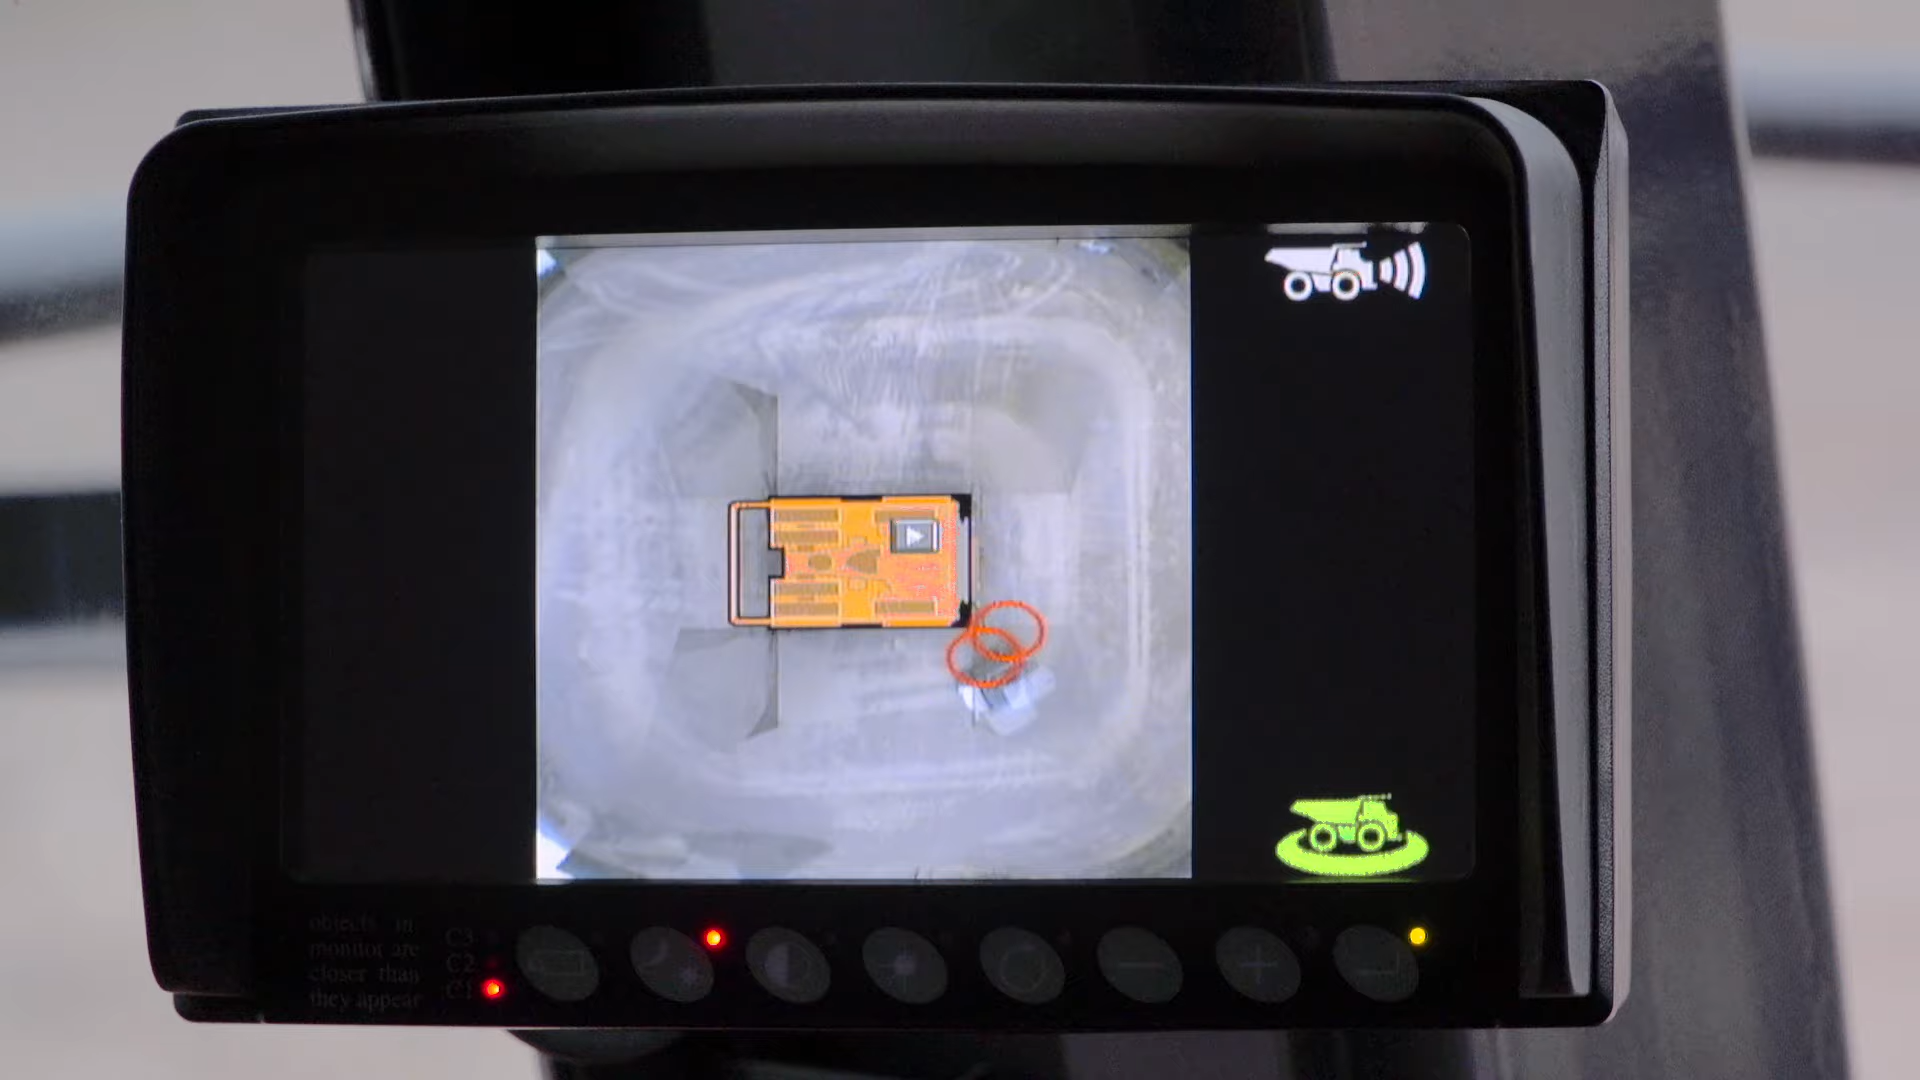 objects in
monitor are
closer than
they appear
C3
C2
C1